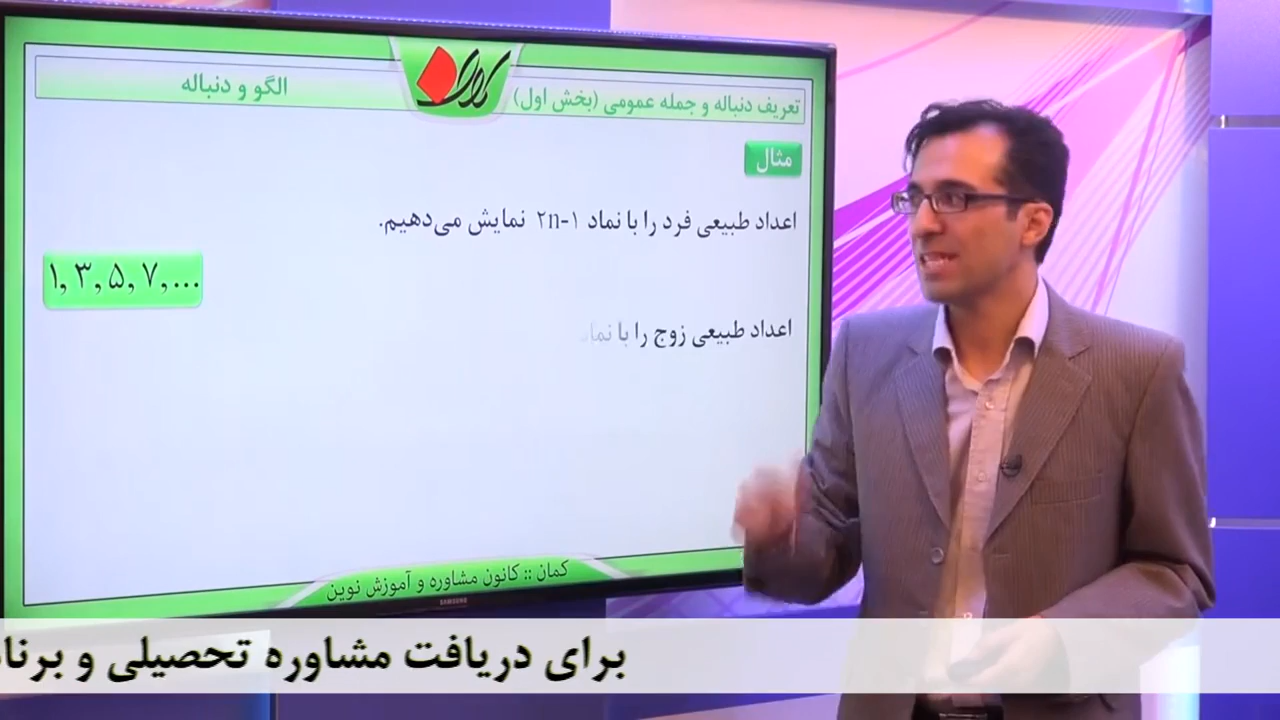 تعریف دنباله و جمله عمومی (بخش اول)
الگو و دنباله
مثال
اعداد طبیعی فرد را با نماد ۲n-۱ نمایش می‌دهیم.
۱, ۳, ۵, ۷, ...
اعداد طبیعی زوج را با نماد
کمان :: کانون مشاوره و آموزش نوین
SAMSUNG
برای دریافت مشاوره تحصیلی و